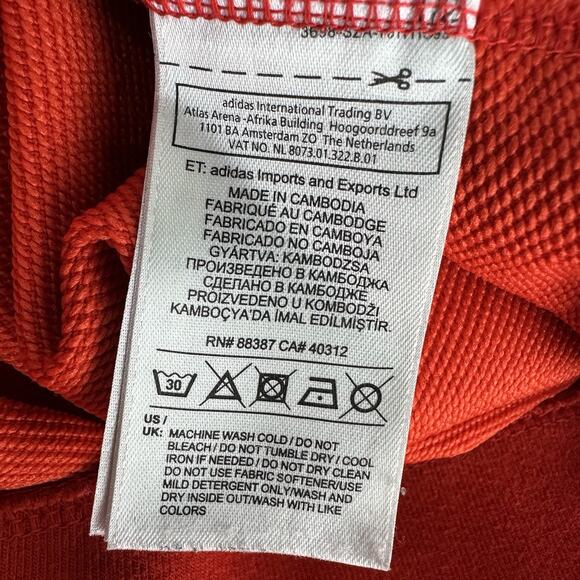 adidas International Trading BV
Atlas Arena -Afrika Building Hoogoorddreef 9a
1101 BA Amsterdam ZO The Netherlands
VAT NO. NL 8073.01.322.B.01
ET: adidas Imports and Exports Ltd
MADE IN CAMBODIA
FABRIQUÉ AU CAMBODGE
FABRICADO EN CAMBOYA
FABRICADO NO CAMBOJA
GYÁRTVA: KAMBODZSA
ПРОИЗВЕДЕНО В КАМБОДЖА
СДЕЛАНО В КАМБОДЖЕ
PROIZVEDENO U KOMBODŽI
KAMBOÇYA'DA İMAL EDİLMİŞTİR.
RN# 88387 CA# 40312
30
US /
UK: MACHINE WASH COLD / DO NOT
BLEACH / DO NOT TUMBLE DRY / COOL
IRON IF NEEDED / DO NOT DRY CLEAN
DO NOT USE FABRIC SOFTENER/USE
MILD DETERGENT ONLY/WASH AND
DRY INSIDE OUT/WASH WITH LIKE
COLORS